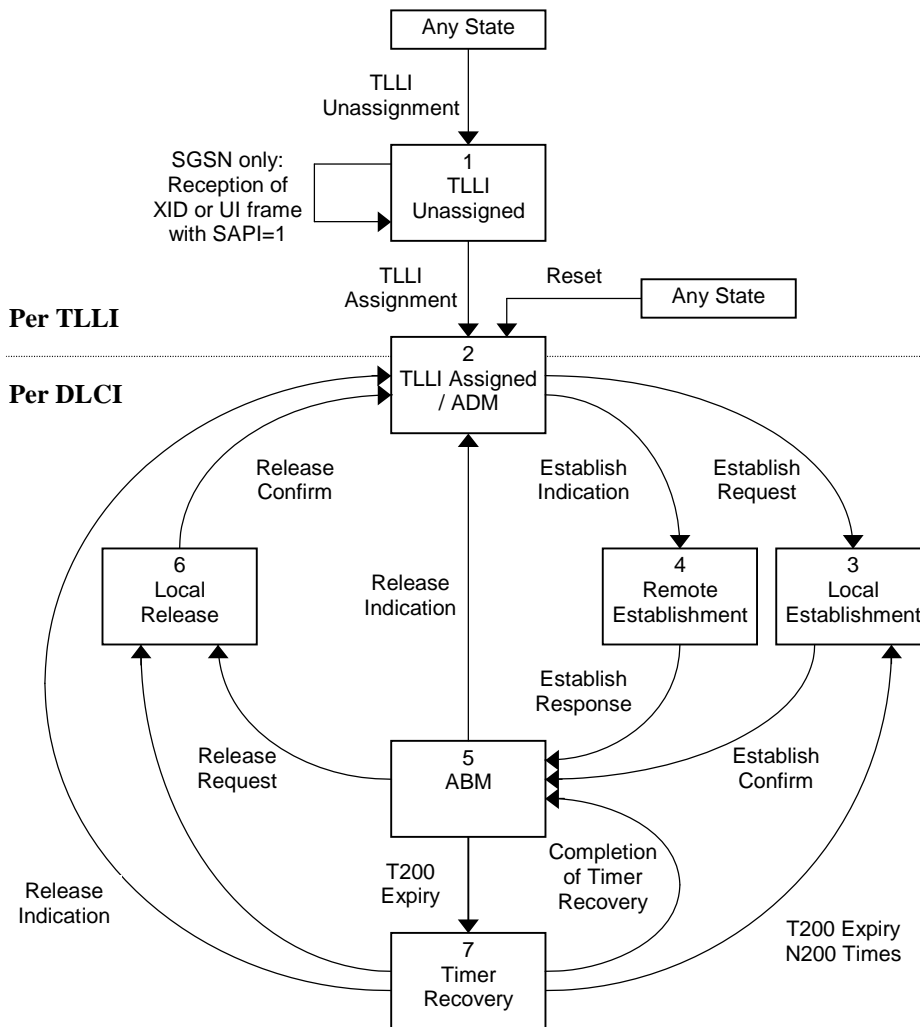 Any State
TLLI
Unassignment
SGSN only:
Reception of
XID or UI frame
with SAPI=1
1
TLLI
Unassigned
TLLI
Assignment
Reset
Any State
Per TLLI
2
TLLI Assigned
/ ADM
Per DLCI
Release
Confirm
Establish
Indication
Establish
Request
6
Local
Release
Release
Indication
4
Remote
Establishment
3
Local
Establishment
Establish
Response
Release
Request
5
ABM
Establish
Confirm
T200
Expiry
Completion
of Timer
Recovery
Release
Indication
T200 Expiry
N200 Times
7
Timer
Recovery